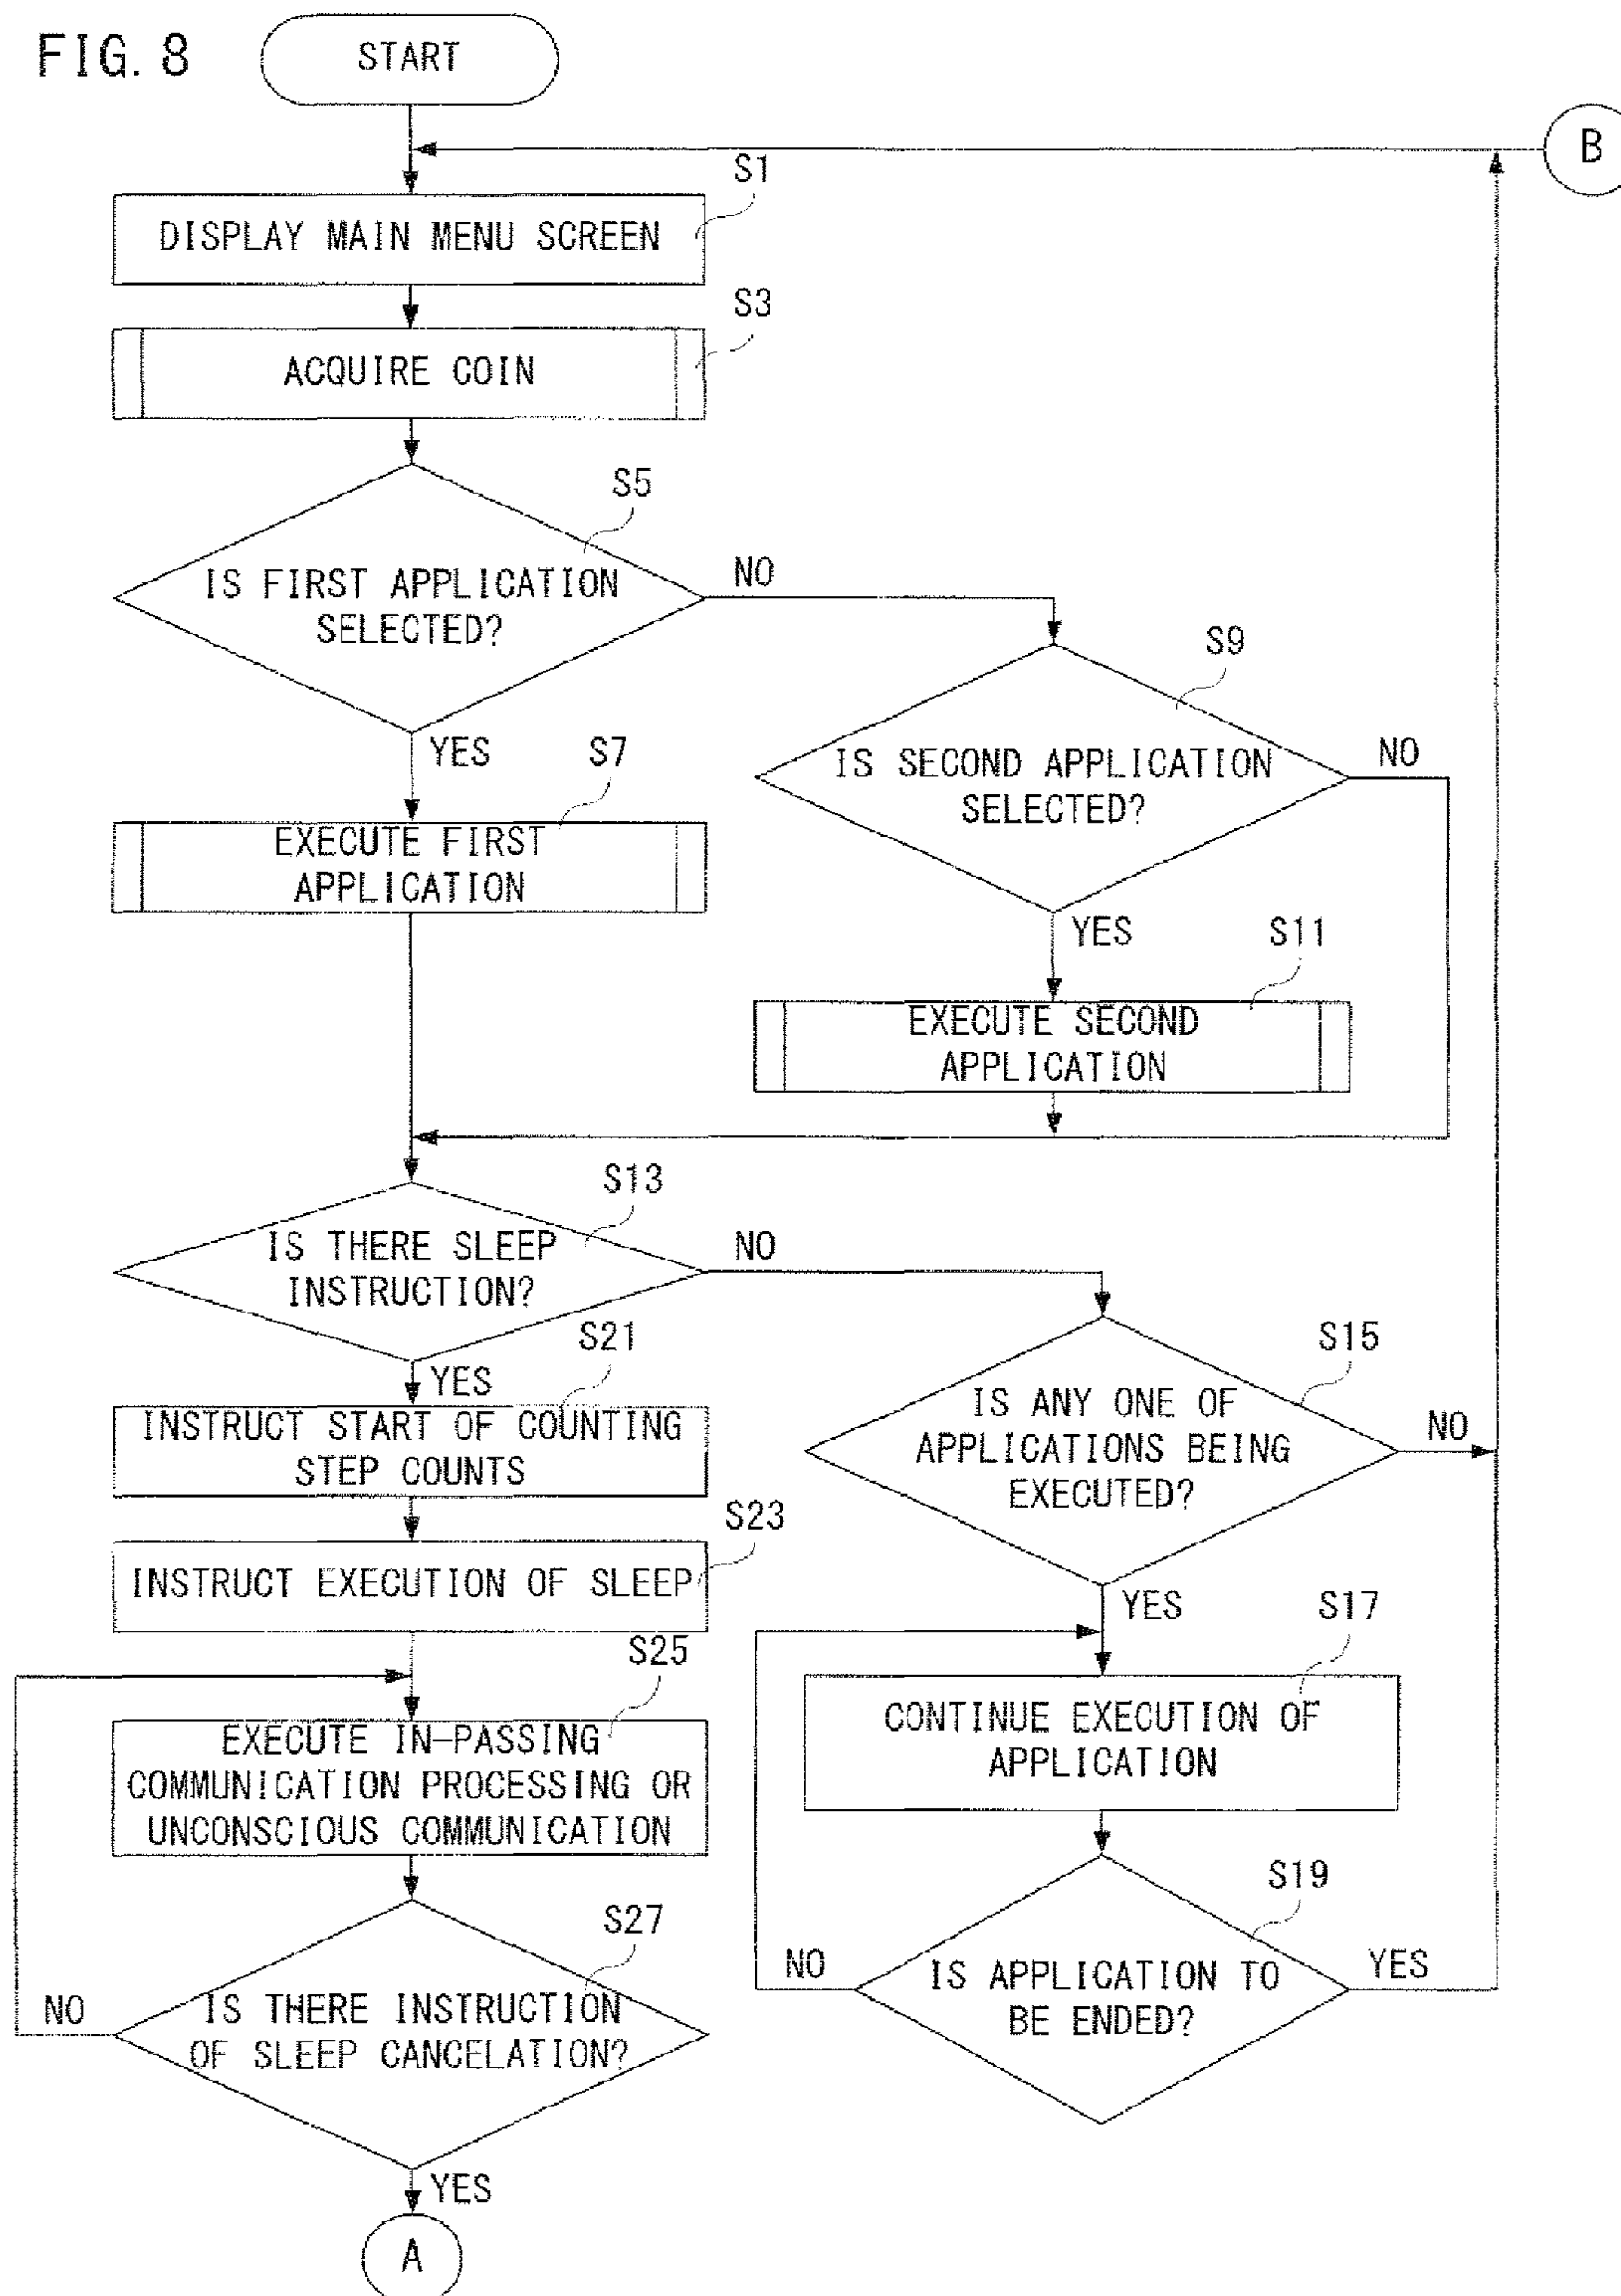 FIG. 8
START
B
S1
DISPLAY MAIN MENU SCREEN
S3
ACQUIRE COIN
S5
IS FIRST APPLICATION
SELECTED?
NO
YES
S7
EXECUTE FIRST
APPLICATION
S9
IS SECOND APPLICATION
SELECTED?
NO
YES
S11
EXECUTE SECOND
APPLICATION
S13
IS THERE SLEEP
INSTRUCTION?
NO
YES
S15
IS ANY ONE OF
APPLICATIONS BEING
EXECUTED?
NO
YES
S17
CONTINUE EXECUTION OF
APPLICATION
S19
IS APPLICATION TO
BE ENDED?
NO
YES
S21
INSTRUCT START OF COUNTING
STEP COUNTS
S23
INSTRUCT EXECUTION OF SLEEP
S25
EXECUTE IN-PASSING
COMMUNICATION PROCESSING OR
UNCONSCIOUS COMMUNICATION
S27
IS THERE INSTRUCTION
OF SLEEP CANCELATION?
NO
YES
A